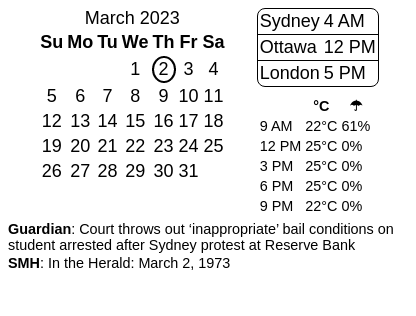 March 2023
Su Mo Tu We Th Fr Sa
1 2 3 4
5 6 7 8 9 10 11
12 13 14 15 16 17 18
19 20 21 22 23 24 25
26 27 28 29 30 31
Sydney 4 AM
Ottawa 12 PM
London 5 PM
°C ☂
9 AM 22°C 61%
12 PM 25°C 0%
3 PM 25°C 0%
6 PM 25°C 0%
9 PM 22°C 0%
Guardian: Court throws out ‘inappropriate’ bail conditions on
student arrested after Sydney protest at Reserve Bank
SMH: In the Herald: March 2, 1973